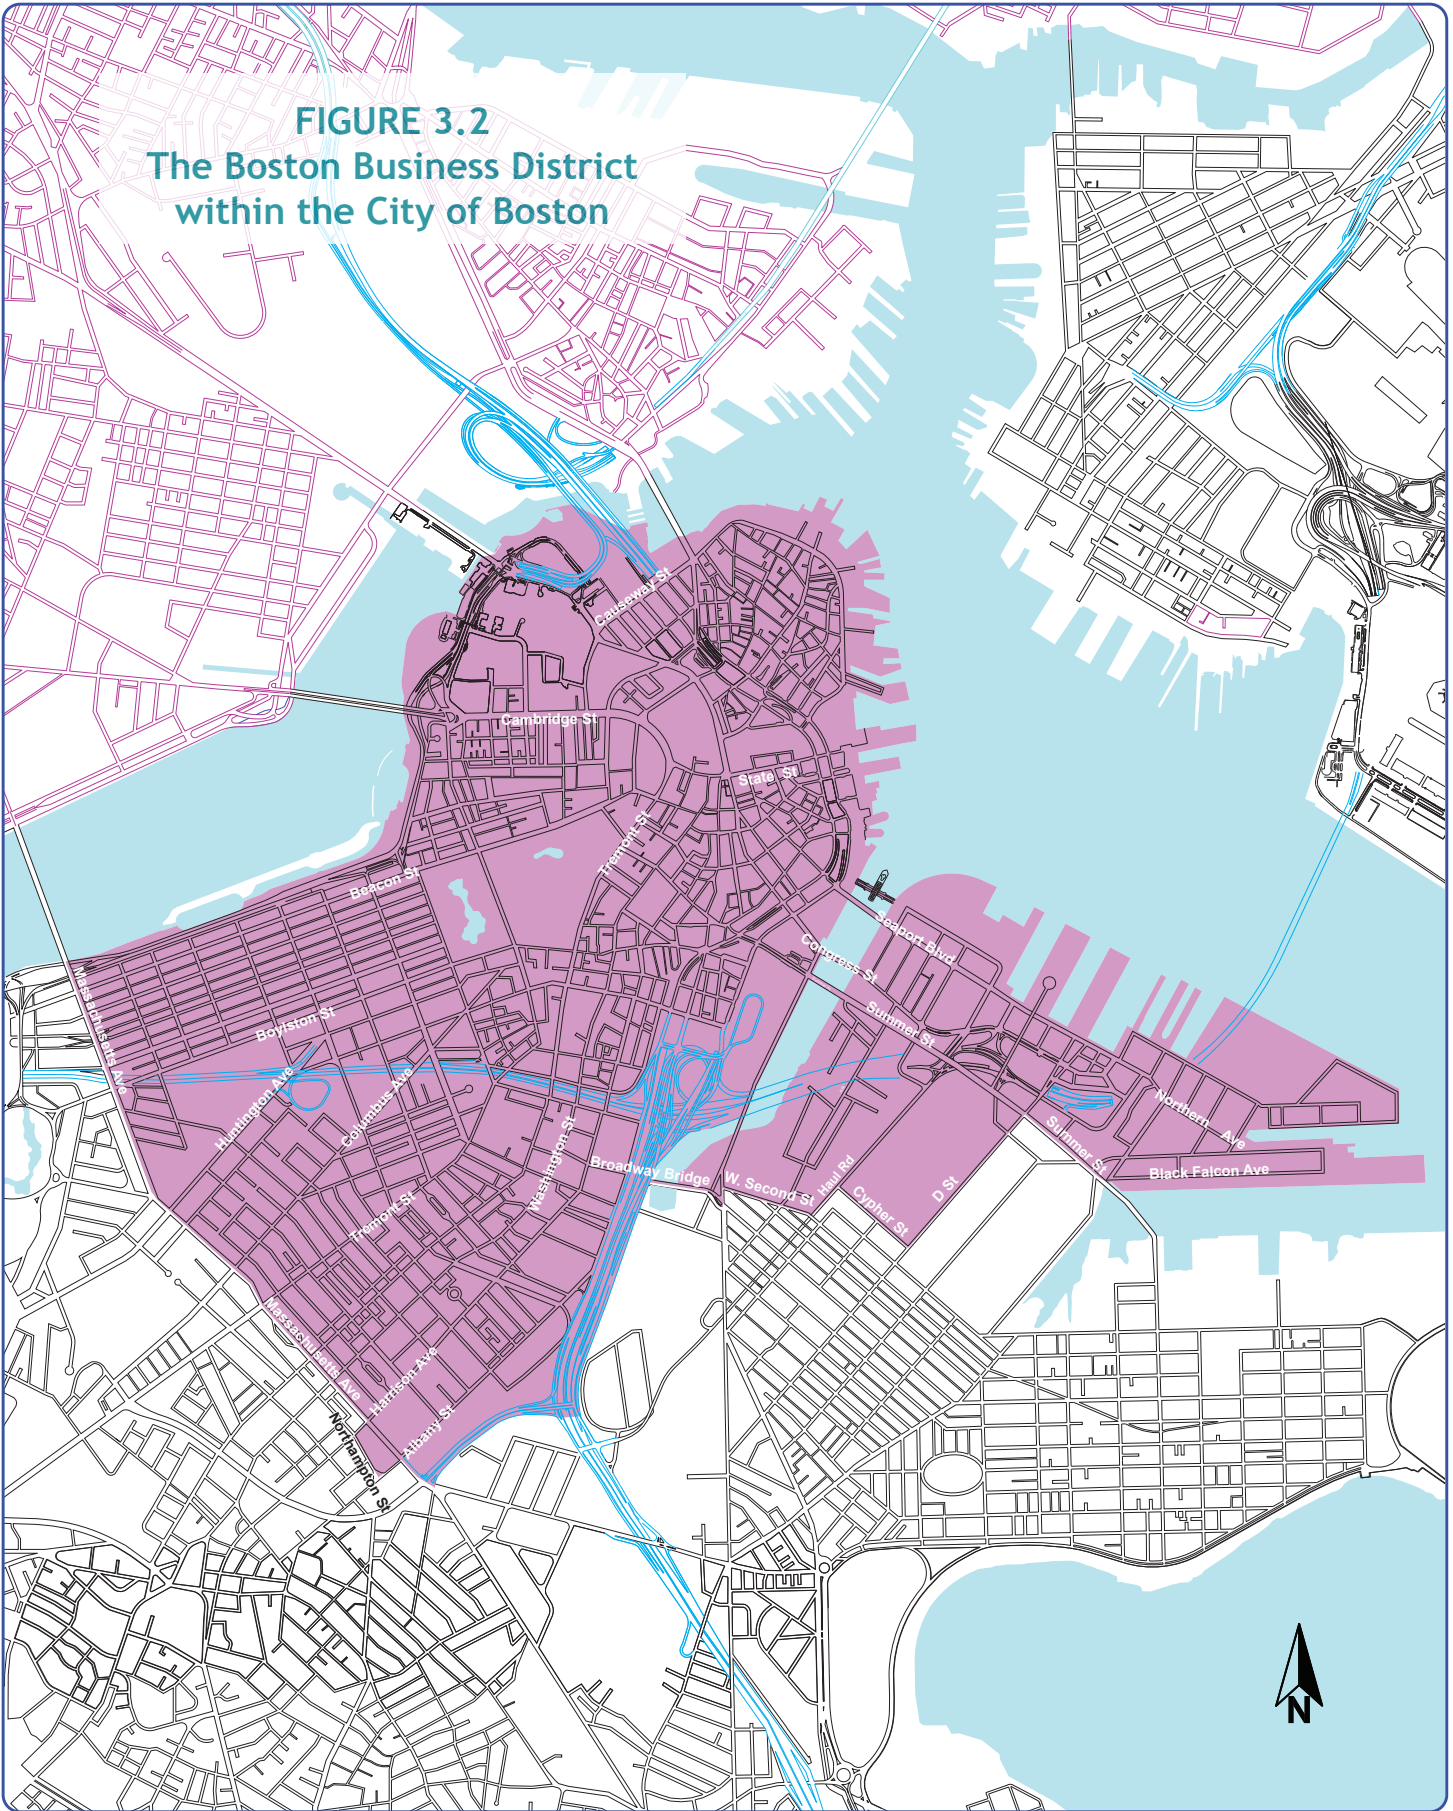 FIGURE 3.2
The Boston Business District
within the City of Boston
Causeway St
Cambridge St
State St
Tremont St
Beacon St
Seaport Blvd
Congress St
Massachusetts Ave
Boylston St
Summer St
Huntington Ave
Columbus Ave
Northern Ave
Summer St
Washington St
Broadway Bridge
W. Second St
Haul Rd
Cypher St
D St
Black Falcon Ave
Tremont St
Massachusetts Ave
Harrison Ave
Albany St
Northampton St
N